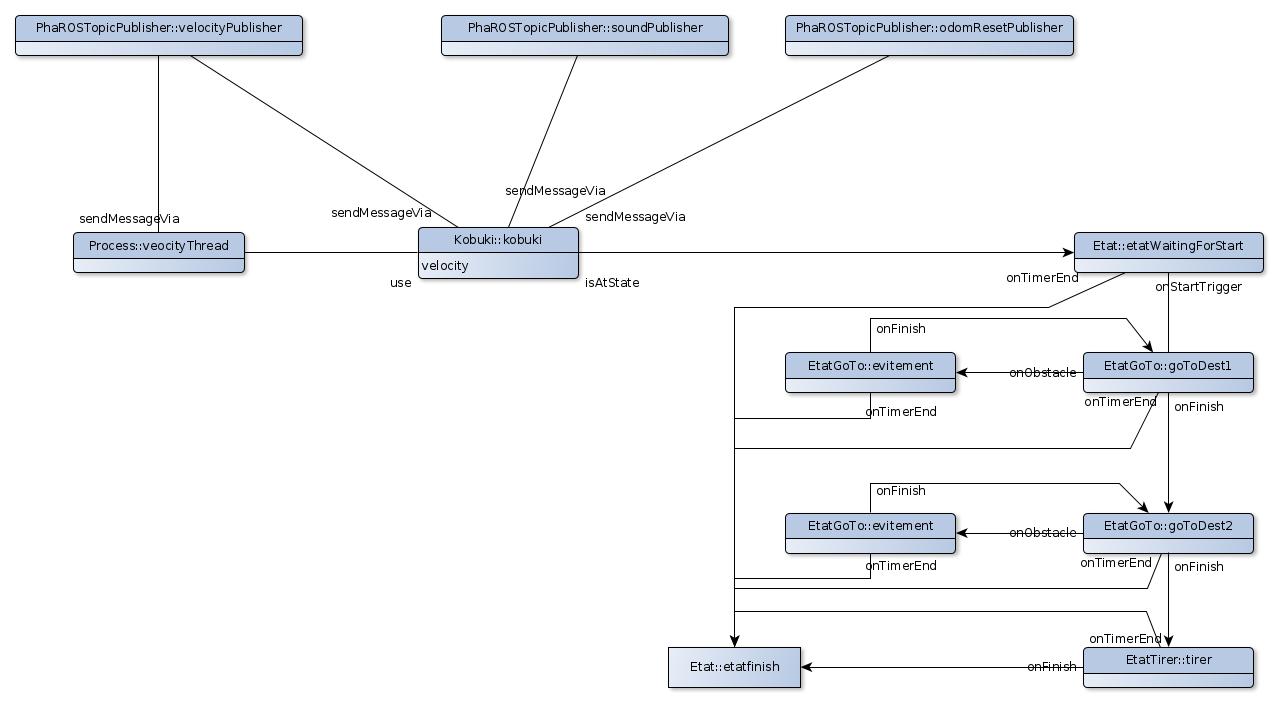 PhaROSTopicPublisher::velocityPublisher
PhaROSTopicPublisher::soundPublisher
PhaROSTopicPublisher::odomResetPublisher
sendMessageVia
sendMessageVia
sendMessageVia
sendMessageVia
Process::veocityThread
Kobuki::kobuki
velocity
use
isAtState
Etat::etatWaitingForStart
onTimerEnd
onStartTrigger
onFinish
EtatGoTo::evitement
onObstacle
EtatGoTo::goToDest1
onTimerEnd
onTimerEnd
onFinish
onFinish
EtatGoTo::evitement
onObstacle
EtatGoTo::goToDest2
onTimerEnd
onTimerEnd
onFinish
onTimerEnd
Etat::etatfinish
onFinish
EtatTirer::tirer